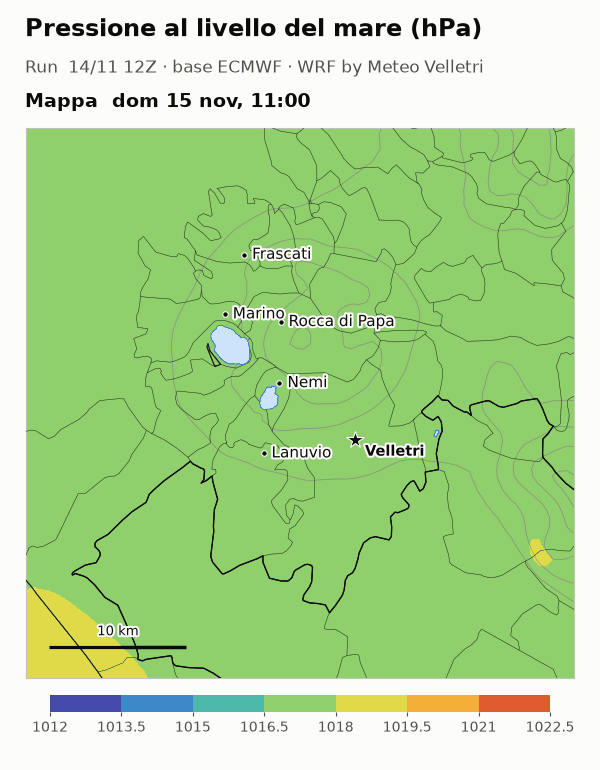 Pressione al livello del mare (hPa)
Run  14/11 12Z · base ECMWF · WRF by Meteo Velletri
Mappa  dom 15 nov, 11:00
Frascati
Marino
Rocca di Papa
Nemi
Velletri
Lanuvio
10 km
1012 1013.5 1015 1016.5 1018 1019.5 1021 1022.5